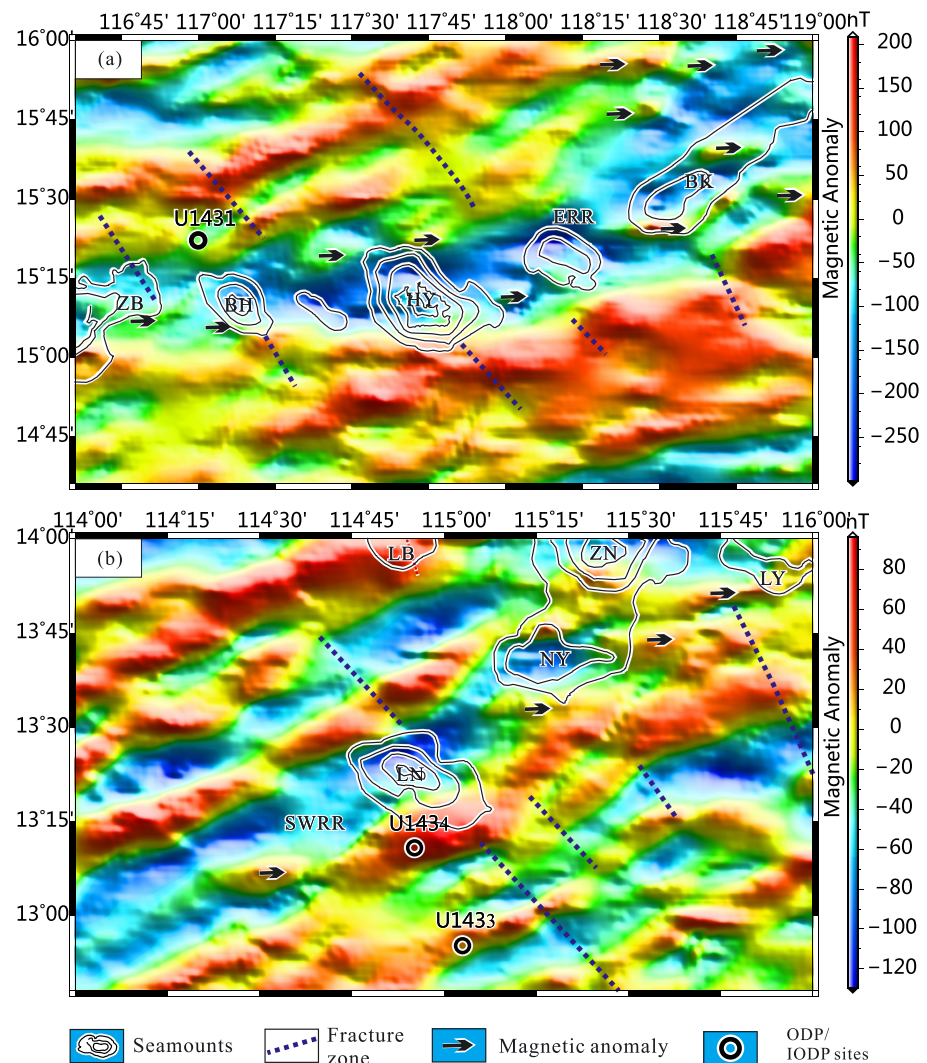 116°45' 117°00' 117°15' 117°30' 117°45' 118°00' 118°15' 118°30' 118°45' 119°00' nT
16°00'
(a)
200
150
15°45'
100
BK
50
15°30'
ERR
U1431
0
Magnetic Anomaly
15°15'
−50
ZB
BH
HY
−100
15°00'
−150
−200
14°45'
−250
114°00' 114°15' 114°30' 114°45' 115°00' 115°15' 115°30' 115°45' 116°00' nT
14°00'
(b)
LB
ZN
LY
80
60
13°45'
NY
40
20
13°30'
0
Magnetic Anomaly
LN
−20
13°15'
SWRR
U1434
−40
−60
−80
13°00'
U1433
−100
−120
Seamounts
Fracture
zone
Magnetic anomaly
ODP/
IODP sites